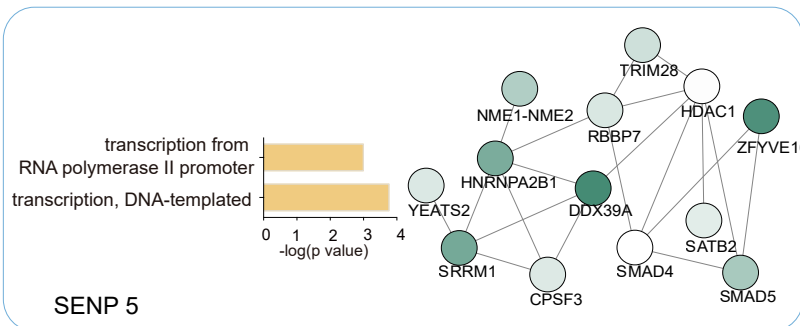 TRIM28
HDAC1
NME1-NME2
RBBP7
ZFYVE1
transcription from
RNA polymerase II promoter
HNRNPA2B1
transcription, DNA-templated
YEATS2
DDX39A
0 1 2 3 4
-log(p value)
SATB2
SRRM1
SMAD4
CPSF3
SMAD5
SENP 5